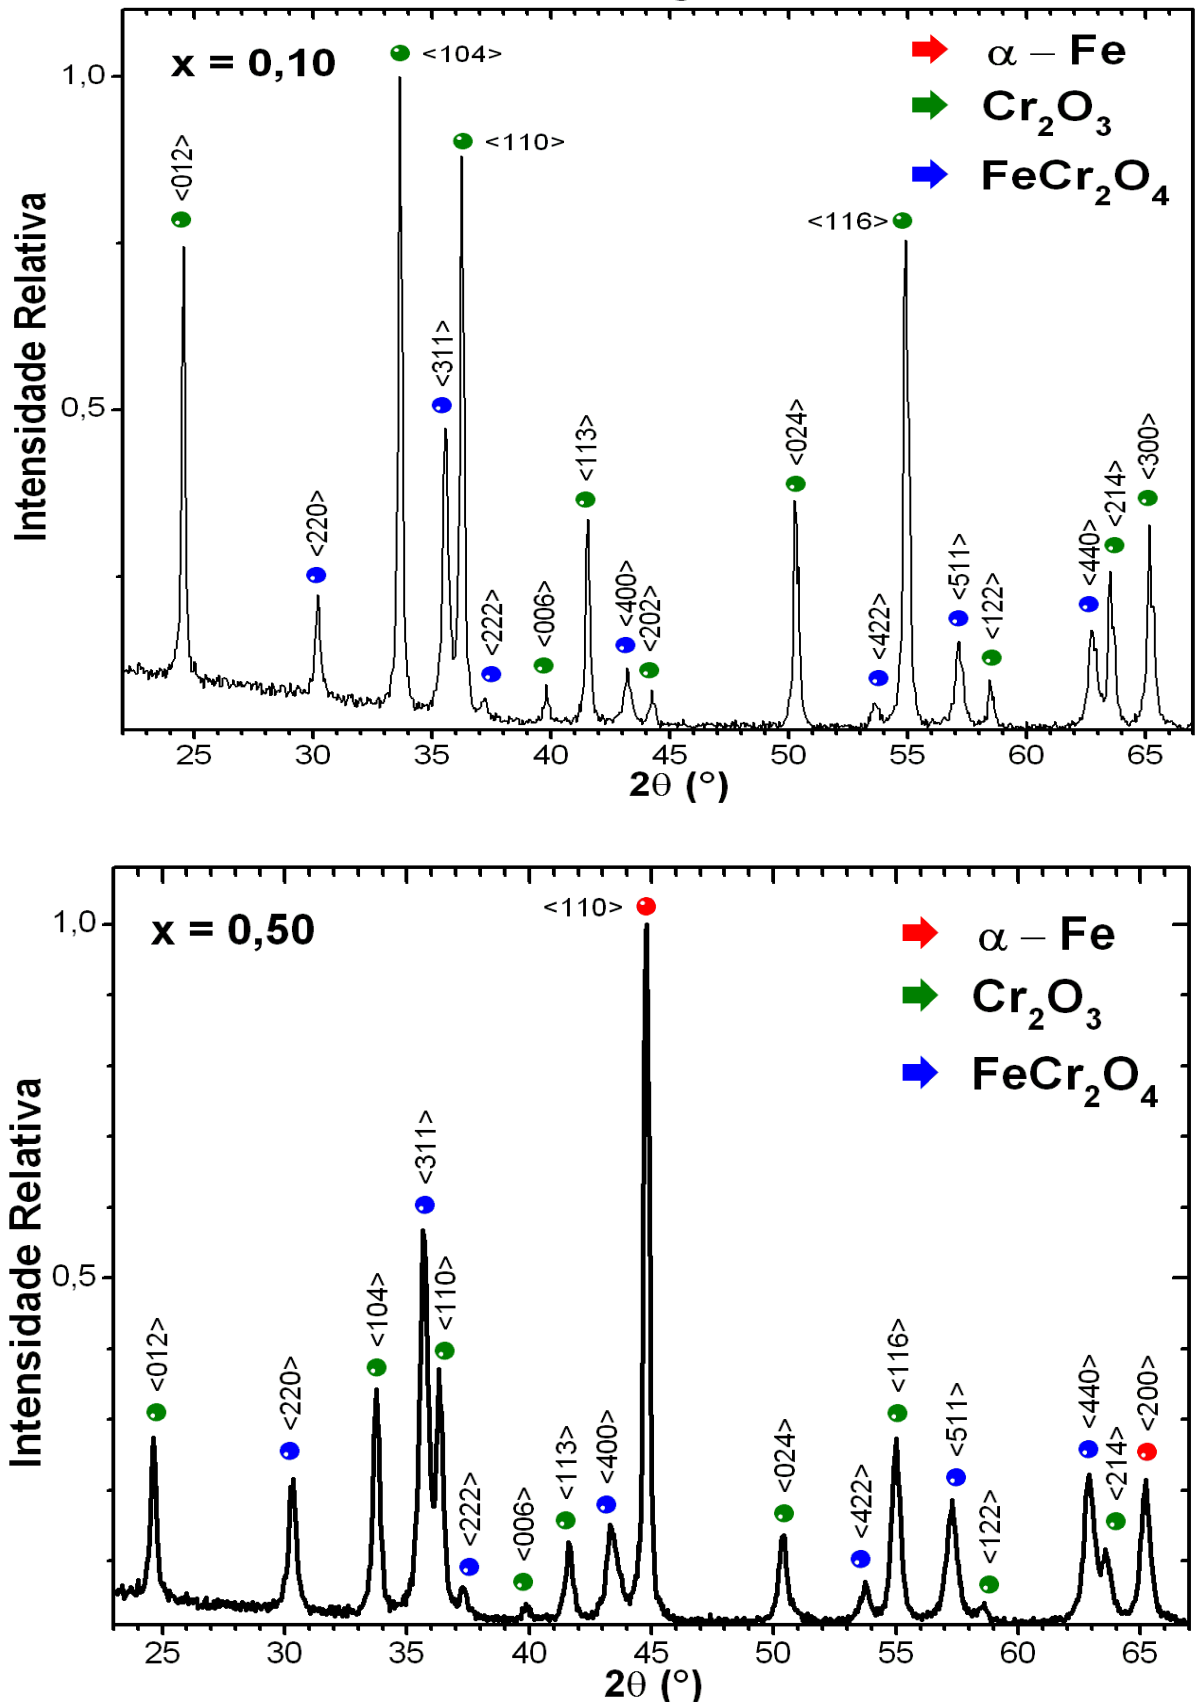 x = 0,10
α – Fe
Cr₂O₃
FeCr₂O₄
Intensidade Relativa
1,0
0,5
<012>
<220>
<104>
<311>
<110>
<222>
<006>
<113>
<400>
<202>
<024>
<422>
<116>
<511>
<122>
<440>
<214>
<300>
25 30 35 40 45 50 55 60 65
2θ (°)
x = 0,50
α – Fe
Cr₂O₃
FeCr₂O₄
Intensidade Relativa
1,0
0,5
<012>
<220>
<104>
<311>
<110>
<222>
<006>
<113>
<400>
<110>
<024>
<422>
<116>
<511>
<122>
<440>
<214>
<200>
25 30 35 40 45 50 55 60 65
2θ (°)